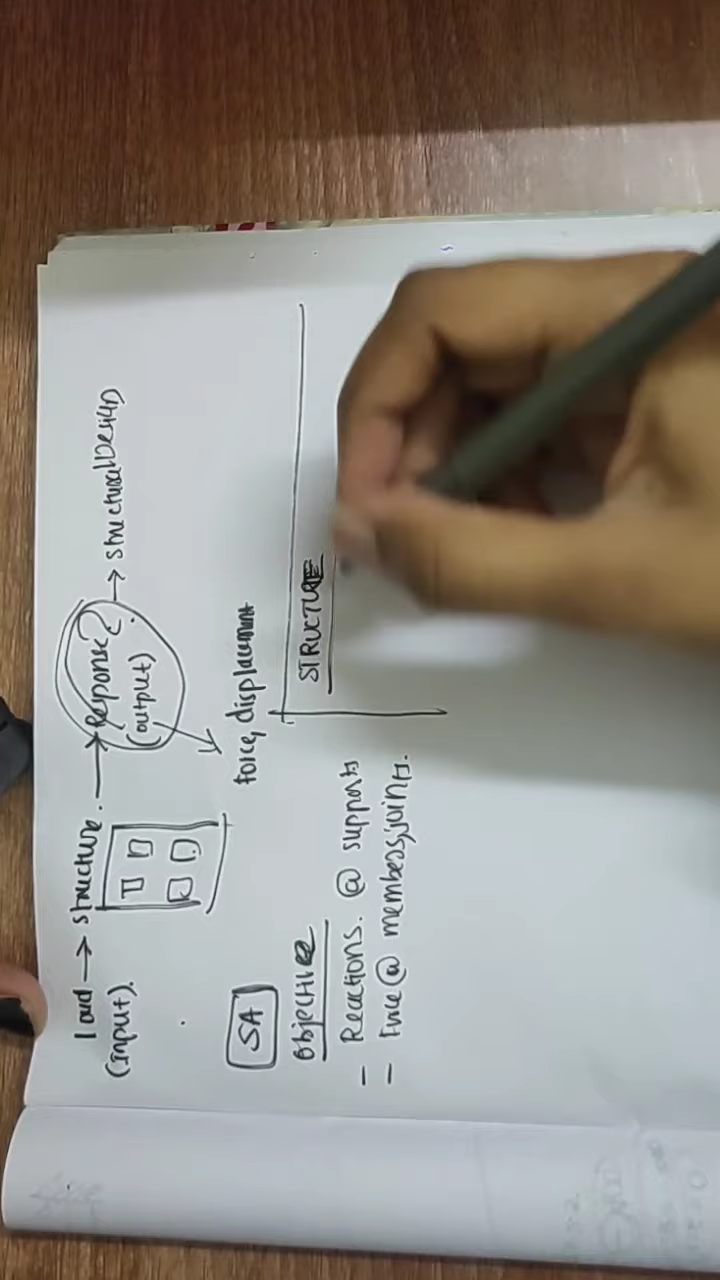 Load → structure. → Response? → structural Design
(input).
(output)
force, displacement
SA
Objective
- Reactions. @ supports
- Force @ members, joints.
STRUCTURE